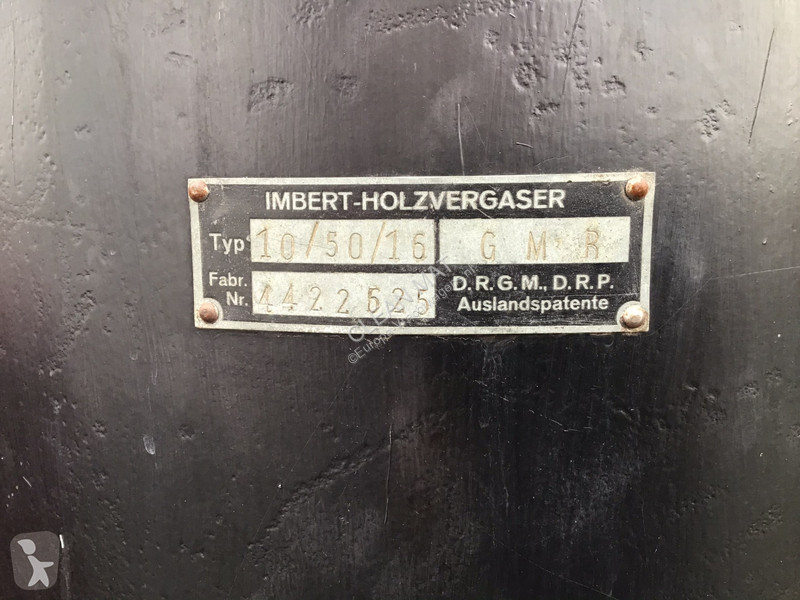 IMBERT-HOLZVERGASER
Typ 10/50/16 G M R
Fabr. Nr. 4422525
D.R.G.M., D.R.P.
Auslandspatente